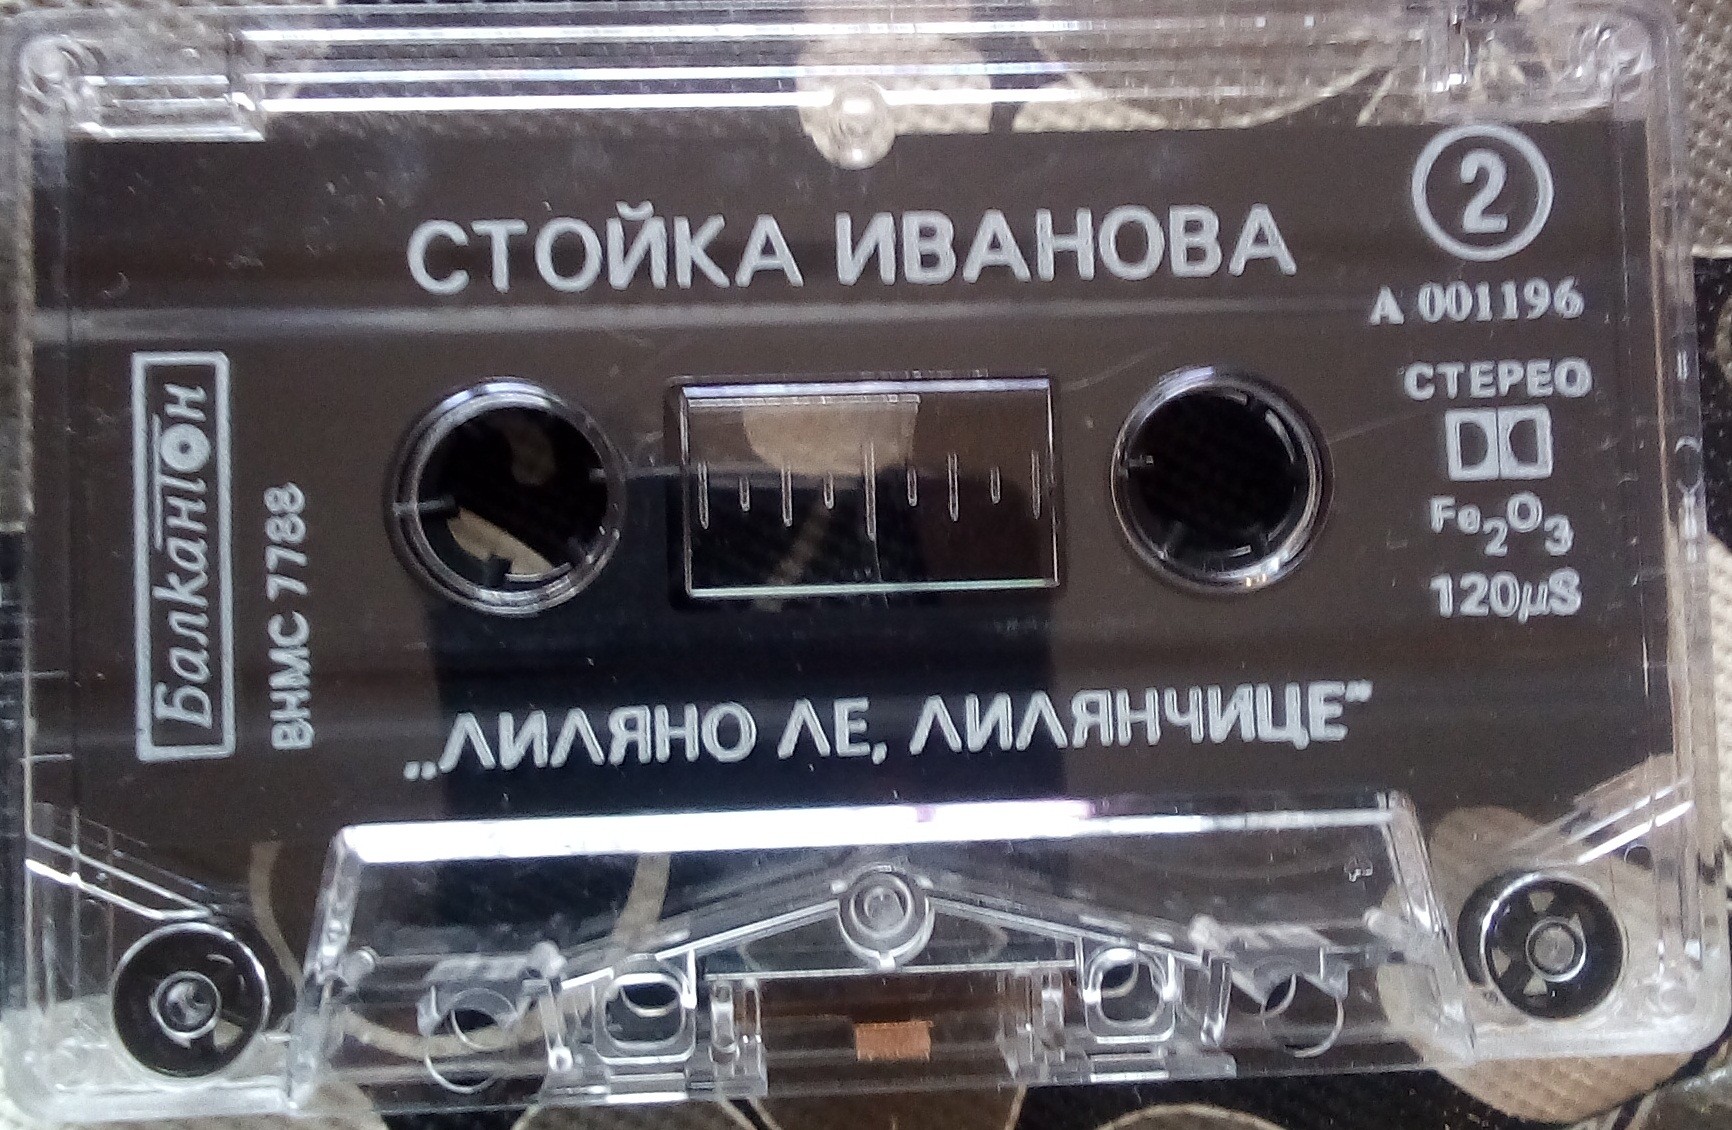 2
СТОЙКА ИВАНОВА
А 001196
Балкантон
ВНМС 7788
СТЕРЕО
Fe2O3
120μS
„ЛИЛЯНО ЛЕ, ЛИЛЯНЧИЦЕ”